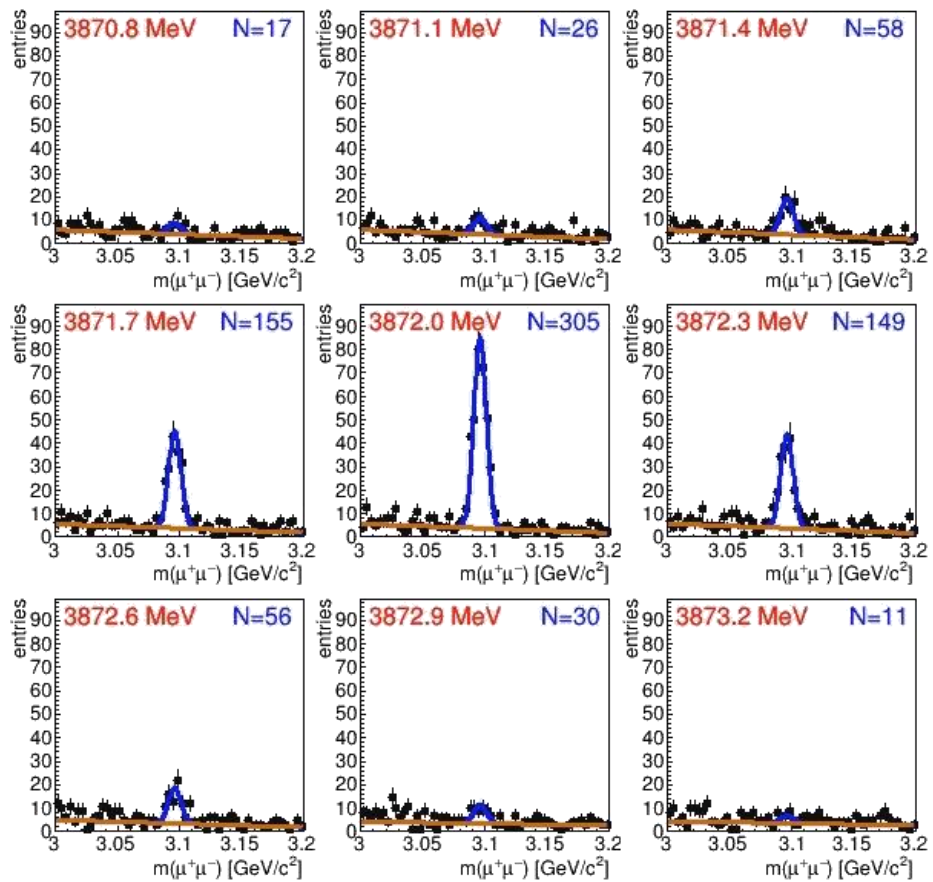 3870.8 MeV N=17
entries
90
80
70
60
50
40
30
20
10
0
3 3.05 3.1 3.15 3.2
m(μ⁺μ⁻) [GeV/c²]
3871.1 MeV N=26
entries
90
80
70
60
50
40
30
20
10
0
3 3.05 3.1 3.15 3.2
m(μ⁺μ⁻) [GeV/c²]
3871.4 MeV N=58
entries
90
80
70
60
50
40
30
20
10
0
3 3.05 3.1 3.15 3.2
m(μ⁺μ⁻) [GeV/c²]
3871.7 MeV N=155
entries
90
80
70
60
50
40
30
20
10
0
3 3.05 3.1 3.15 3.2
m(μ⁺μ⁻) [GeV/c²]
3872.0 MeV N=305
entries
90
80
70
60
50
40
30
20
10
0
3 3.05 3.1 3.15 3.2
m(μ⁺μ⁻) [GeV/c²]
3872.3 MeV N=149
entries
90
80
70
60
50
40
30
20
10
0
3 3.05 3.1 3.15 3.2
m(μ⁺μ⁻) [GeV/c²]
3872.6 MeV N=56
entries
90
80
70
60
50
40
30
20
10
0
3 3.05 3.1 3.15 3.2
m(μ⁺μ⁻) [GeV/c²]
3872.9 MeV N=30
entries
90
80
70
60
50
40
30
20
10
0
3 3.05 3.1 3.15 3.2
m(μ⁺μ⁻) [GeV/c²]
3873.2 MeV N=11
entries
90
80
70
60
50
40
30
20
10
0
3 3.05 3.1 3.15 3.2
m(μ⁺μ⁻) [GeV/c²]